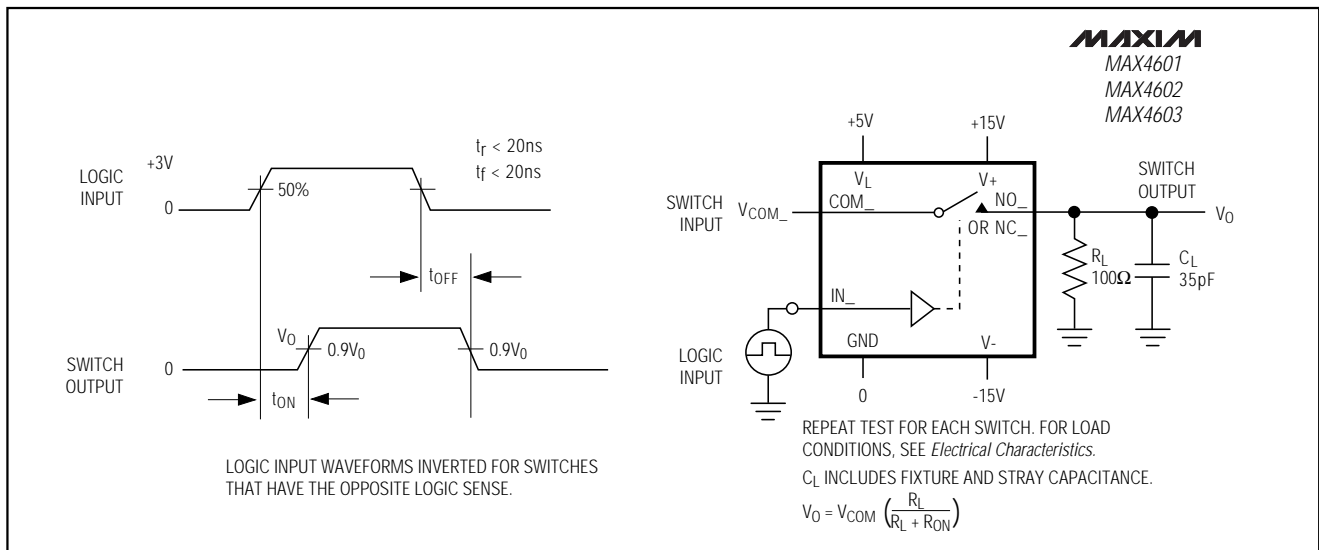 MAXIM
MAX4601
MAX4602
MAX4603
LOGIC
INPUT
+3V
0
50%
tr < 20ns
tf < 20ns
tOFF
SWITCH
OUTPUT
0
VO
0.9V0
0.9V0
tON
LOGIC INPUT WAVEFORMS INVERTED FOR SWITCHES
THAT HAVE THE OPPOSITE LOGIC SENSE.
+5V
+15V
VL
V+
SWITCH
INPUT
VCOM_
COM_
NO_
OR NC_
SWITCH
OUTPUT
VO
RL
100Ω
CL
35pF
IN_
LOGIC
INPUT
GND
V-
0
-15V
REPEAT TEST FOR EACH SWITCH. FOR LOAD
CONDITIONS, SEE Electrical Characteristics.
CL INCLUDES FIXTURE AND STRAY CAPACITANCE.
VO = VCOM (RL / RL + RON)